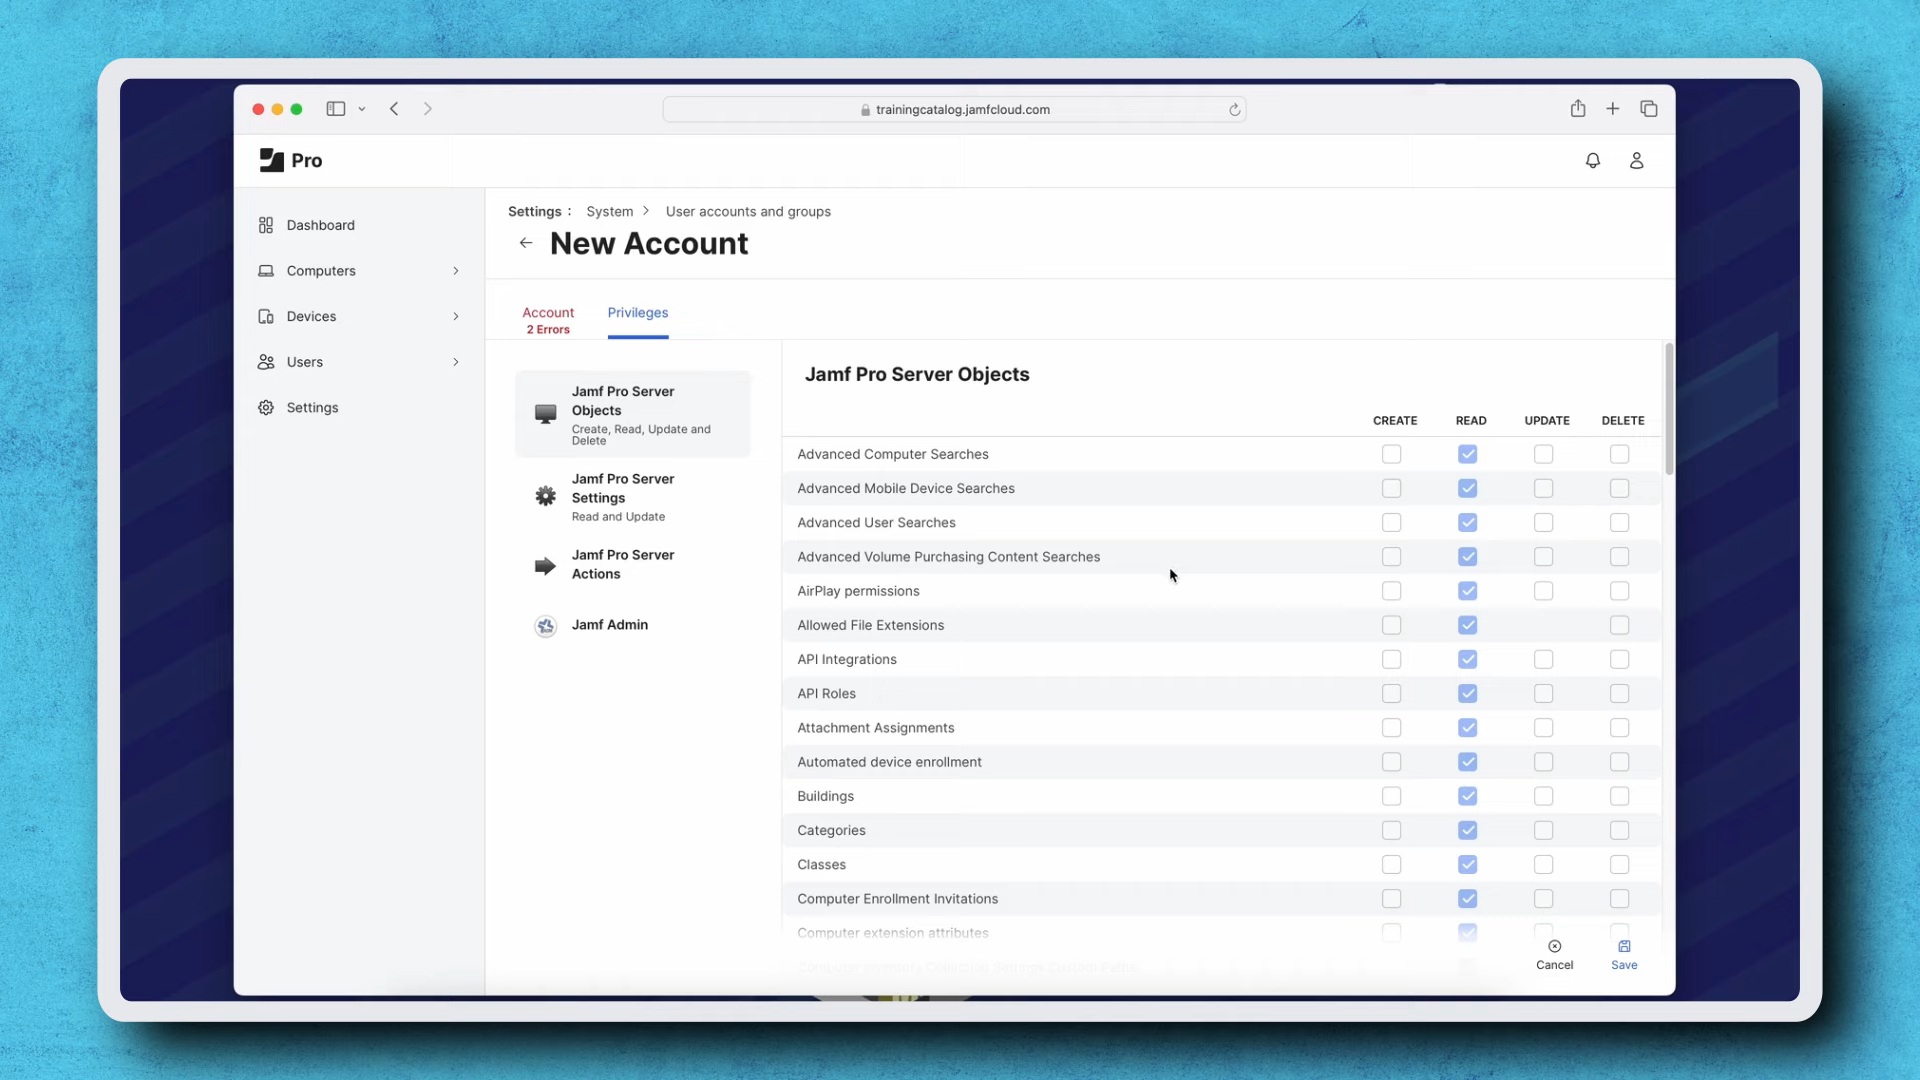 trainingcatalog.jamfcloud.com
Pro
Dashboard
Computers
Devices
Users
Settings
Settings : System > User accounts and groups
New Account
Account
2 Errors
Privileges
Jamf Pro Server
Objects
Create, Read, Update and
Delete
Jamf Pro Server
Settings
Read and Update
Jamf Pro Server
Actions
Jamf Admin
Jamf Pro Server Objects
CREATE READ UPDATE DELETE
Advanced Computer Searches
Advanced Mobile Device Searches
Advanced User Searches
Advanced Volume Purchasing Content Searches
AirPlay permissions
Allowed File Extensions
API Integrations
API Roles
Attachment Assignments
Automated device enrollment
Buildings
Categories
Classes
Computer Enrollment Invitations
Computer extension attributes
Cancel
Save